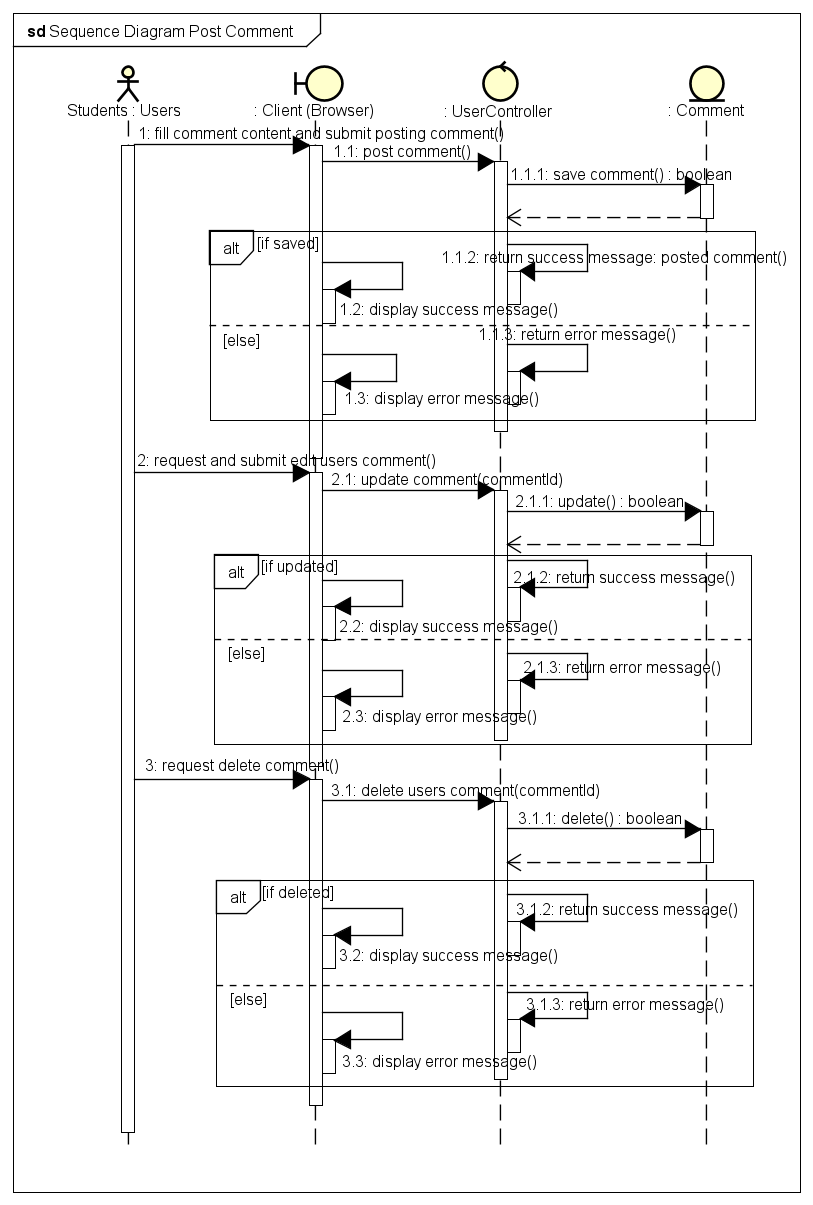 sd Sequence Diagram Post Comment
Students : Users
: Client (Browser)
: UserController
: Comment
1: fill comment content and submit posting comment()
1.1: post comment()
1.1.1: save comment() : boolean
alt
[if saved]
1.1.2: return success message: posted comment()
1.2: display success message()
[else]
1.1.3: return error message()
1.3: display error message()
2: request and submit edit users comment()
2.1: update comment(commentId)
2.1.1: update() : boolean
alt
[if updated]
2.1.2: return success message()
2.2: display success message()
[else]
2.1.3: return error message()
2.3: display error message()
3: request delete comment()
3.1: delete users comment(commentId)
3.1.1: delete() : boolean
alt
[if deleted]
3.1.2: return success message()
3.2: display success message()
[else]
3.1.3: return error message()
3.3: display error message()